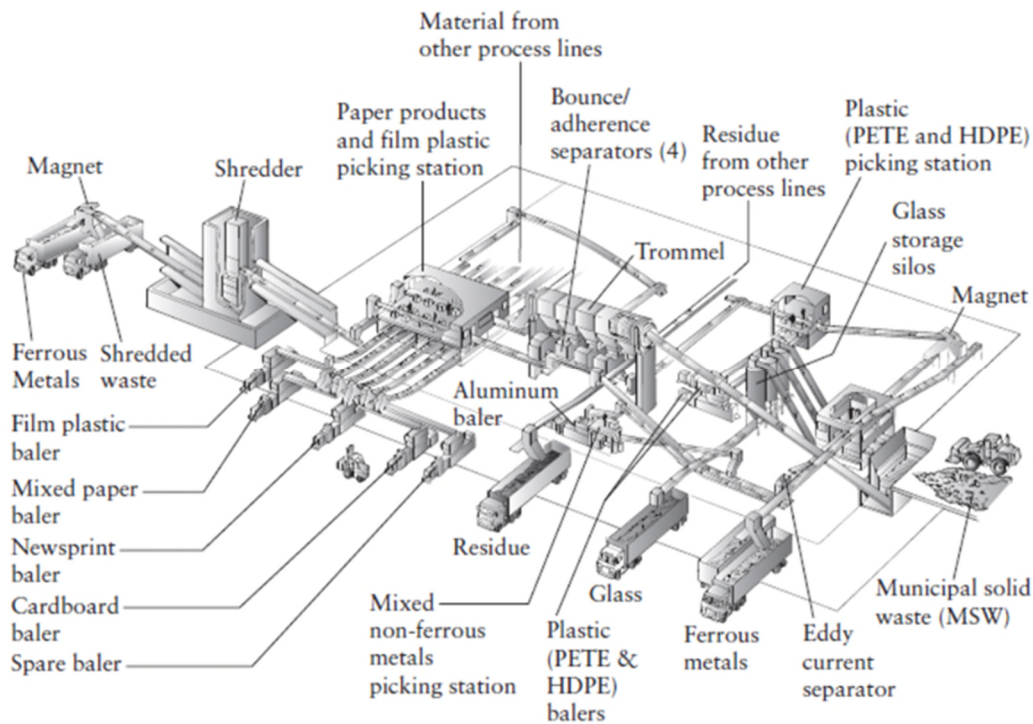 Material from
other process lines
Paper products
and film plastic
picking station
Bounce/
adherence
separators (4)
Residue
from other
process lines
Plastic
(PETE and HDPE)
picking station
Magnet
Shredder
Glass
storage
silos
Trommel
Magnet
Ferrous
Metals
Shredded
waste
Aluminum
baler
Film plastic
baler
Mixed paper
baler
Newsprint
baler
Cardboard
baler
Spare baler
Residue
Mixed
non-ferrous
metals
picking station
Glass
Plastic
(PETE &
HDPE)
balers
Ferrous
metals
Eddy
current
separator
Municipal solid
waste (MSW)